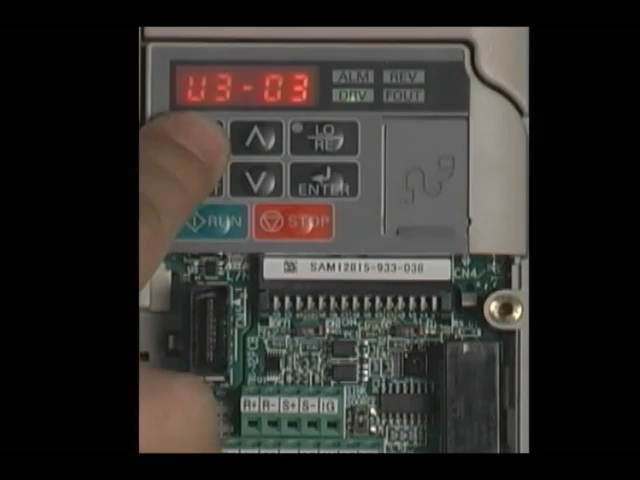 U3-03
ALM REV
DRV FOUT
LO
RE
ENTER
RUN STOP
SAM12815-933-038
CN4
R+ R- S+ S- IG